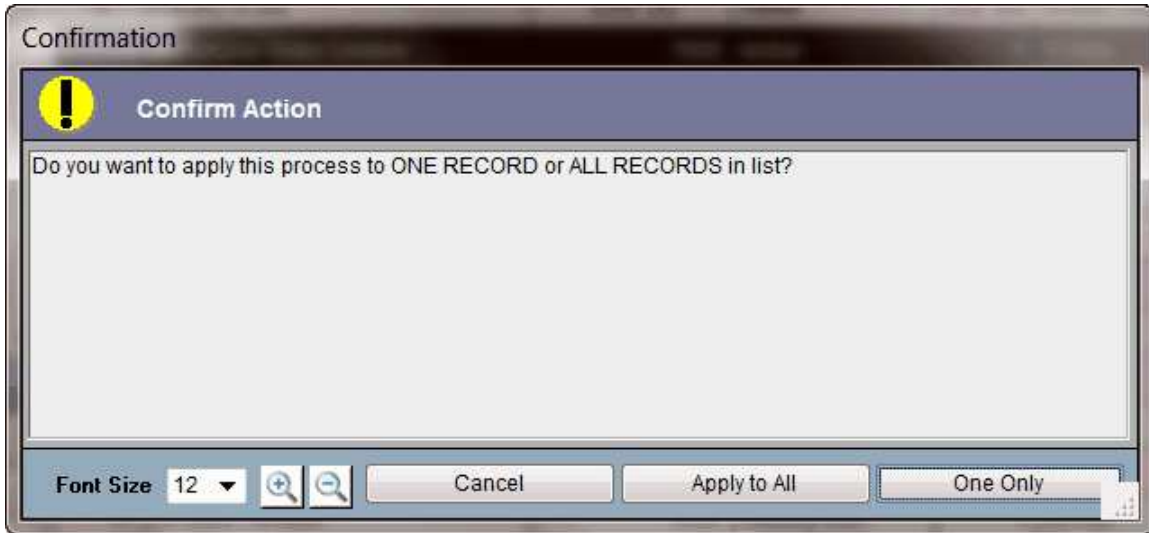 Confirmation
Confirm Action
Do you want to apply this process to ONE RECORD or ALL RECORDS in list?
Font Size 12 Cancel Apply to All One Only